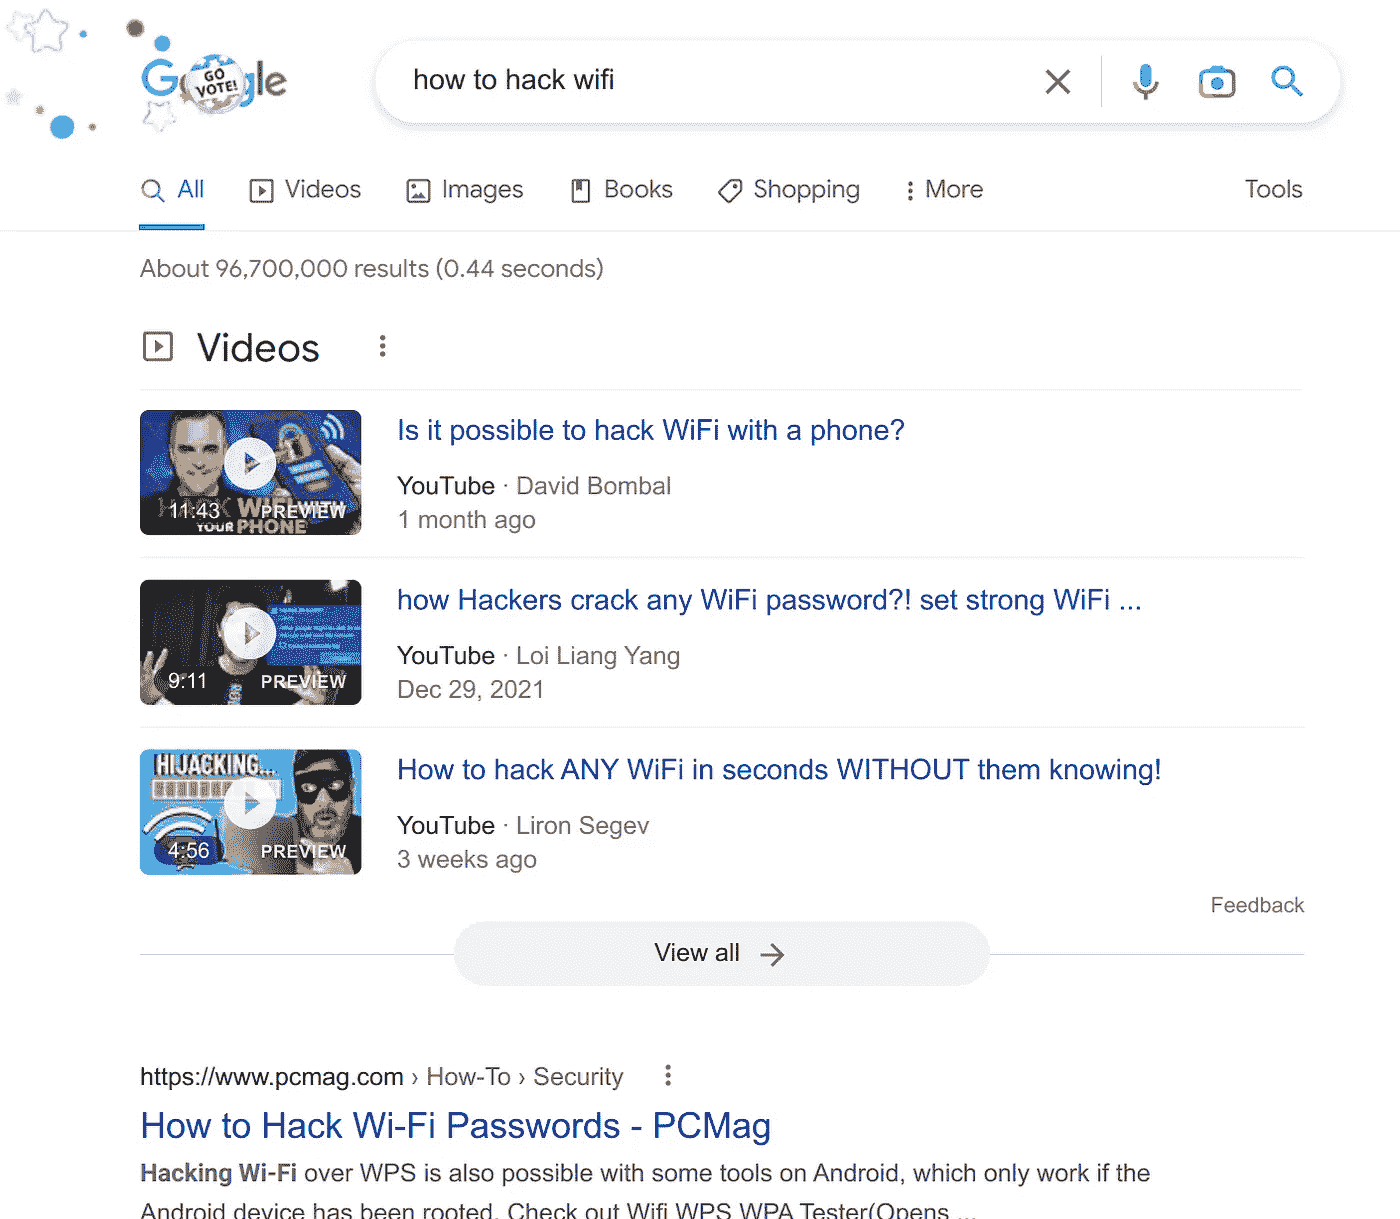 Google
GO
VOTE!
how to hack wifi
All
Videos
Images
Books
Shopping
More
Tools
About 96,700,000 results (0.44 seconds)
Videos
Is it possible to hack WiFi with a phone?
YouTube · David Bombal
1 month ago
HACK WIFI WITH
YOUR PHONE
11:43
PREVIEW
how Hackers crack any WiFi password?! set strong WiFi ...
YouTube · Loi Liang Yang
Dec 29, 2021
9:11
PREVIEW
How to hack ANY WiFi in seconds WITHOUT them knowing!
YouTube · Liron Segev
3 weeks ago
HIJACKING...
4:56
PREVIEW
Feedback
View all
https://www.pcmag.com › How-To › Security
How to Hack Wi-Fi Passwords - PCMag
Hacking Wi-Fi over WPS is also possible with some tools on Android, which only work if the
Android device has been rooted. Check out Wifi WPS WPA Tester(Opens ...